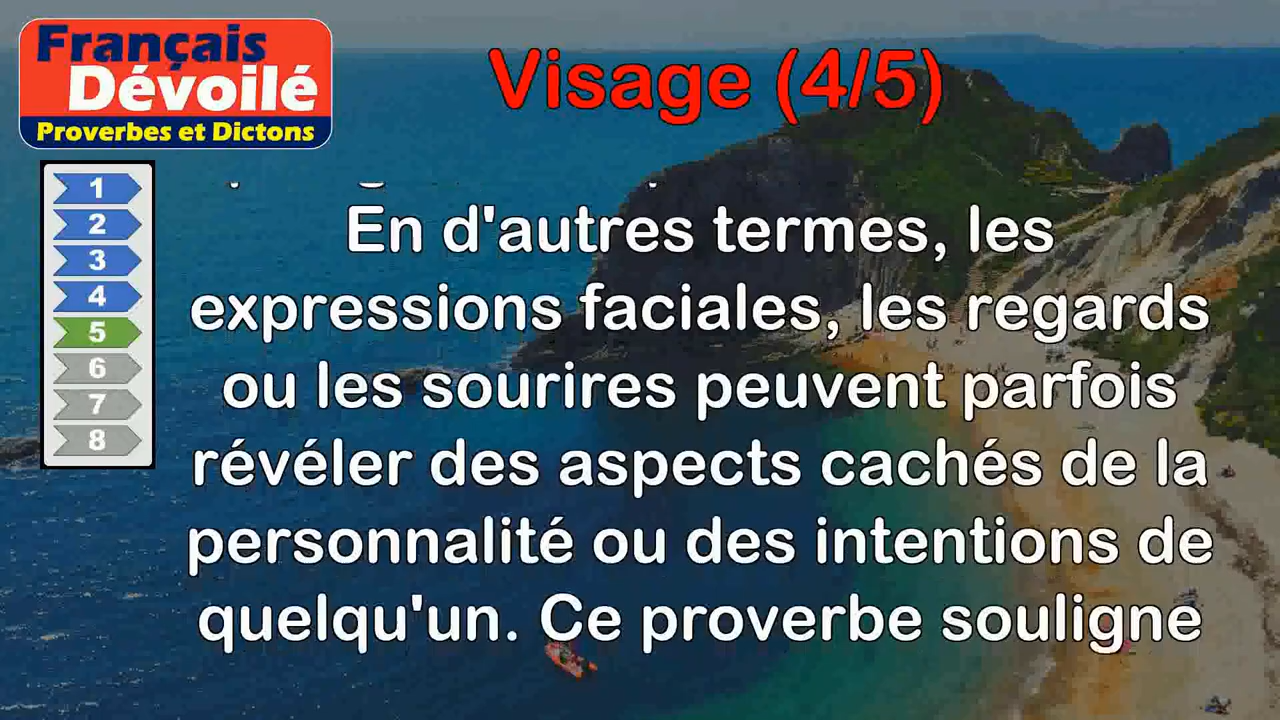 Français
Dévoilé
Proverbes et Dictons
Visage (4/5)
1
2
3
4
5
6
7
8
En d'autres termes, les
expressions faciales, les regards
ou les sourires peuvent parfois
révéler des aspects cachés de la
personnalité ou des intentions de
quelqu'un. Ce proverbe souligne